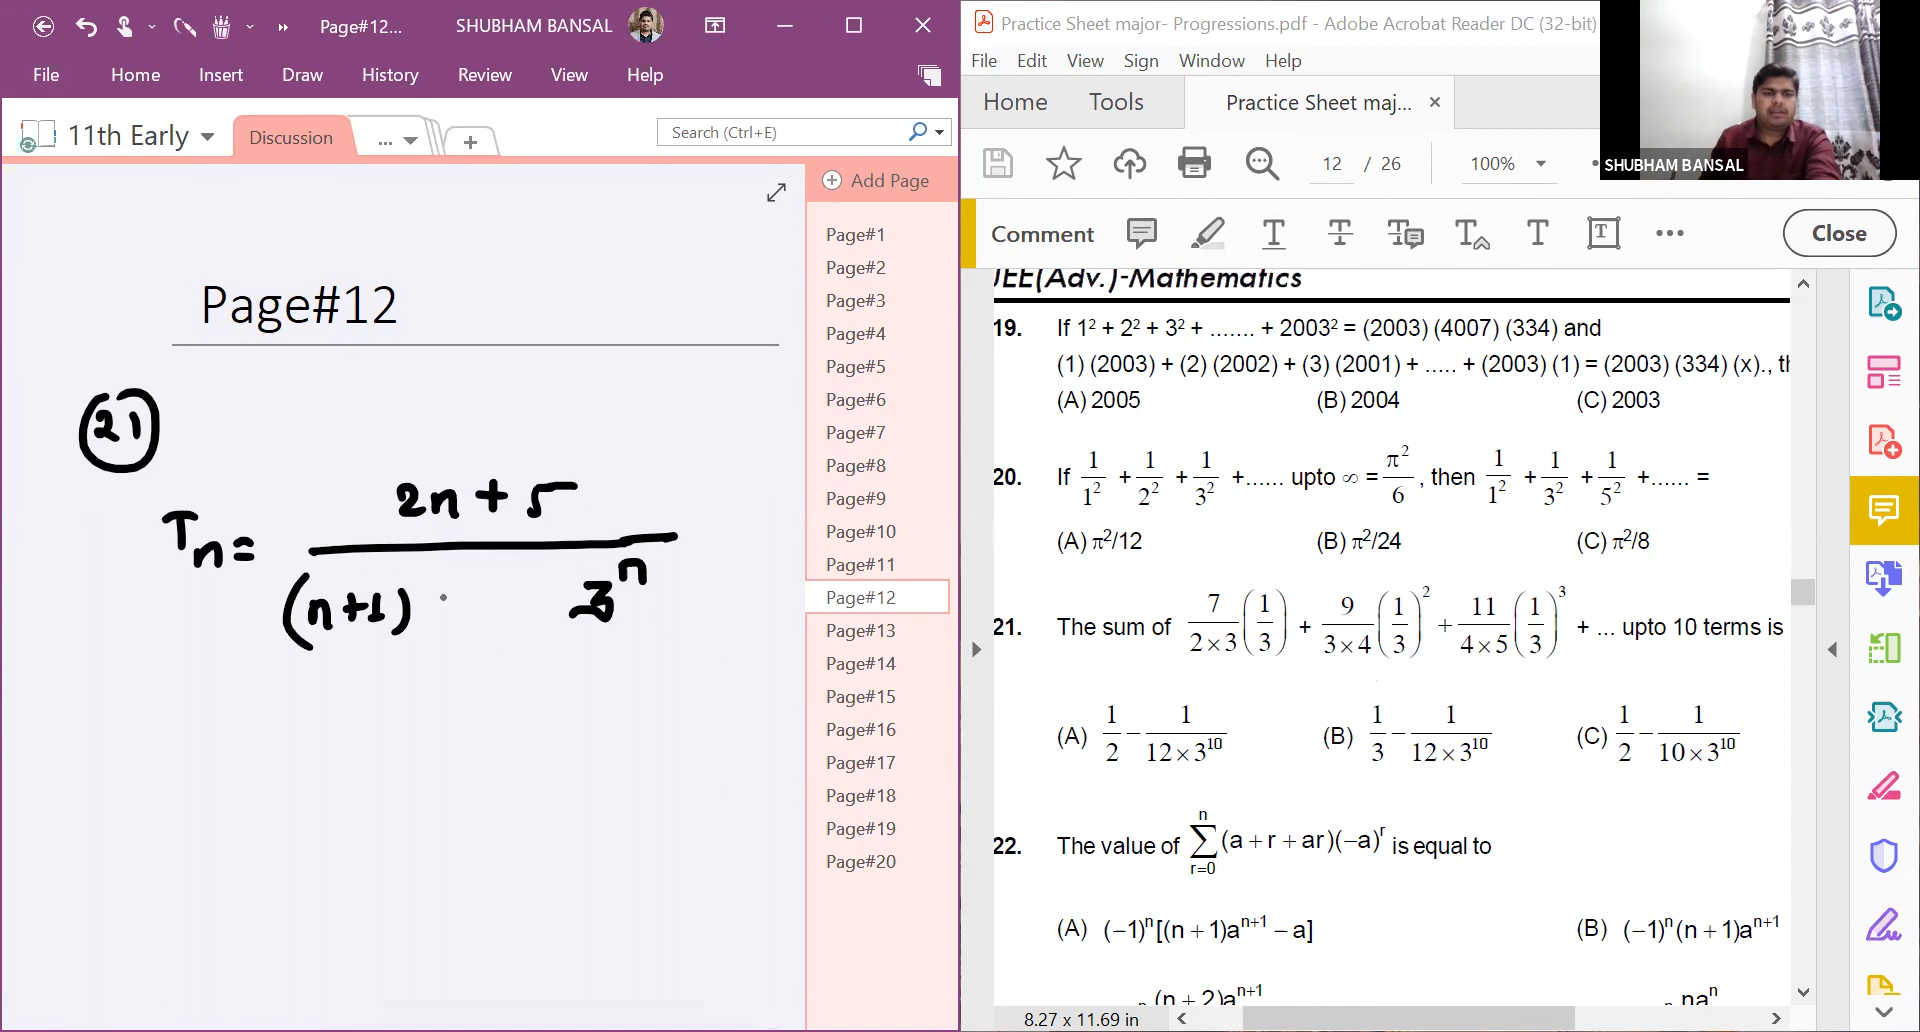 Page#12...
SHUBHAM BANSAL
File Home Insert Draw History Review View Help
11th Early
Discussion
...
Search (Ctrl+E)
Add Page
Page#1
Page#2
Page#3
Page#4
Page#5
Page#6
Page#7
Page#8
Page#9
Page#10
Page#11
Page#12
Page#13
Page#14
Page#15
Page#16
Page#17
Page#18
Page#19
Page#20
Page#12
21
Tn = (2n + 5) / ((n+1) · 3^n)
Practice Sheet major- Progressions.pdf - Adobe Acrobat Reader DC (32-bit)
File Edit View Sign Window Help
Home Tools Practice Sheet maj... ×
12 / 26 100%
SHUBHAM BANSAL
Comment
Close
JEE(Adv.)-Mathematics
19. If 1² + 2² + 3² + ....... + 2003² = (2003) (4007) (334) and
(1) (2003) + (2) (2002) + (3) (2001) + ..... + (2003) (1) = (2003) (334) (x)., th
(A) 2005 (B) 2004 (C) 2003
20. If 1/1² + 1/2² + 1/3² +...... upto ∞ = π²/6, then 1/1² + 1/3² + 1/5² +...... =
(A) π²/12 (B) π²/24 (C) π²/8
21. The sum of 7/(2×3) (1/3) + 9/(3×4) (1/3)² + 11/(4×5) (1/3)³ + ... upto 10 terms is
(A) 1/2 − 1/(12×3¹⁰) (B) 1/3 − 1/(12×3¹⁰) (C) 1/2 − 1/(10×3¹⁰)
22. The value of ∑_{r=0}^{n} (a + r + ar)(−a)^r is equal to
(A) (−1)^n [(n + 1)a^{n+1} − a] (B) (−1)^n (n + 1)a^{n+1}
n (n + 2)a^{n+1} n na^n
8.27 x 11.69 in